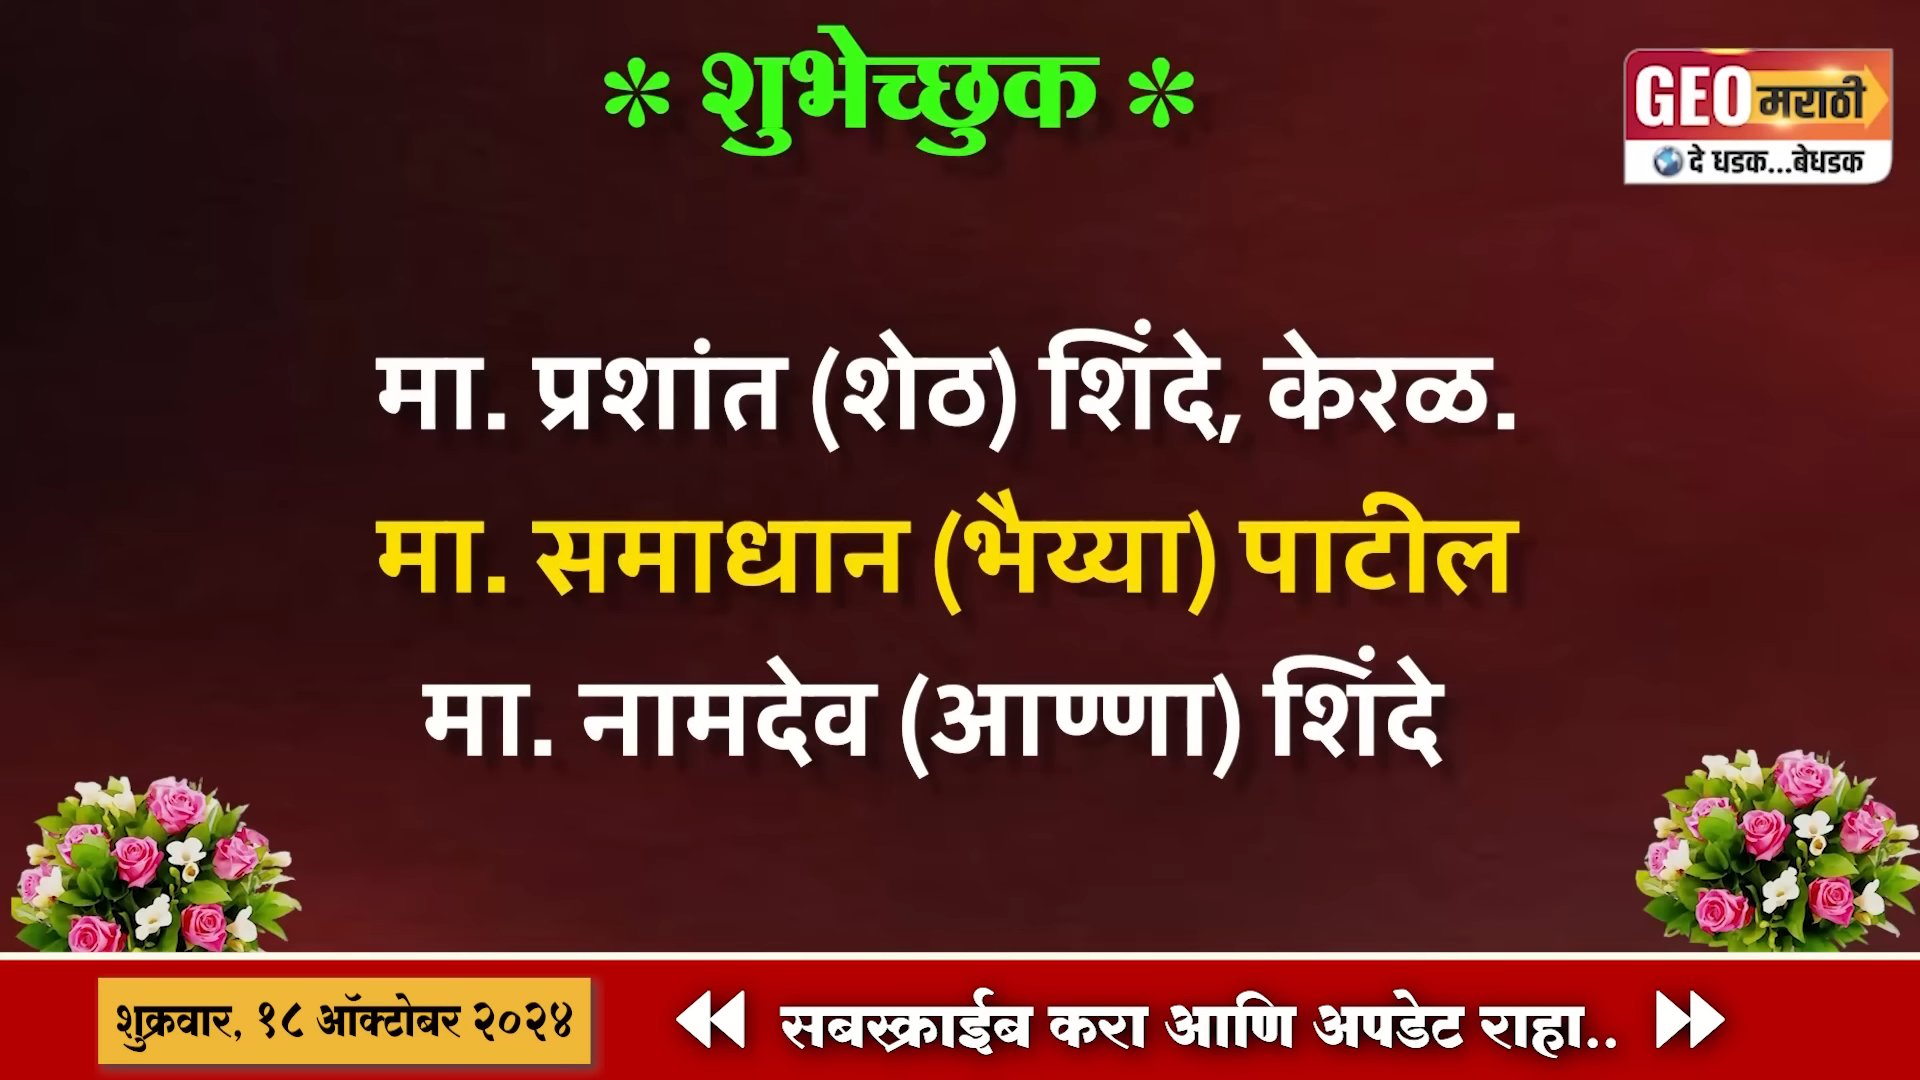 * शुभेच्छुक *
GEO मराठी
दे धडक...बेधडक
मा. प्रशांत (शेठ) शिंदे, केरळ.
मा. समाधान (भैय्या) पाटील
मा. नामदेव (आण्णा) शिंदे
शुक्रवार, १८ ऑक्टोबर २०२४
सबस्क्राईब करा आणि अपडेट राहा..